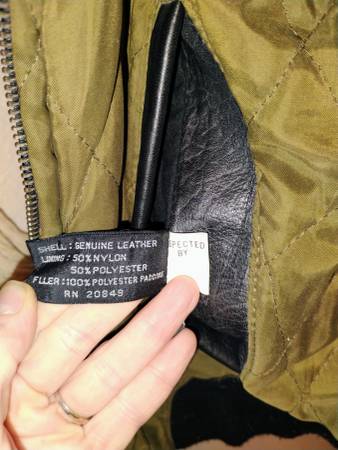 SHELL: GENUINE LEATHER
LINING: 50% NYLON
50% POLYESTER
FILLER: 100% POLYESTER PADDING
RN 20849
SPECTED
BY